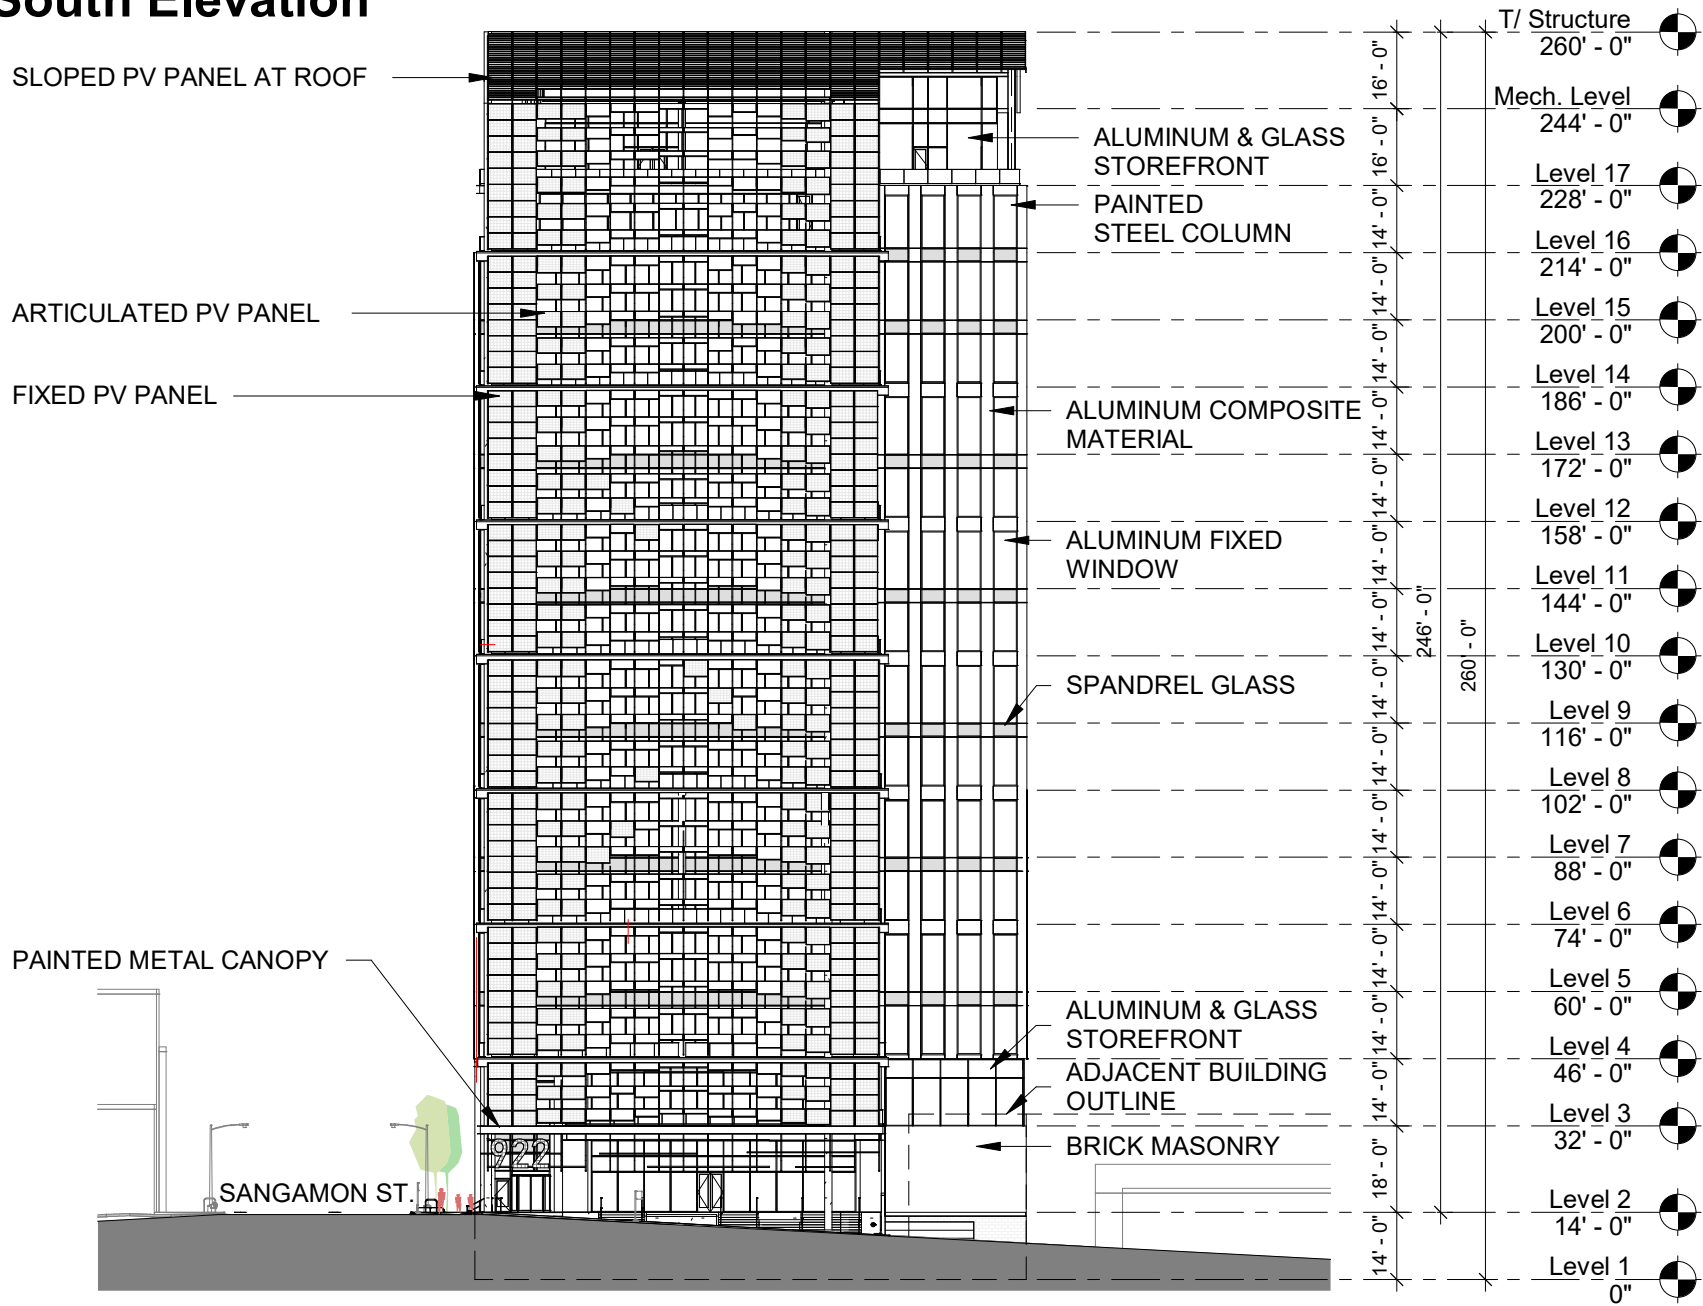 South Elevation
SLOPED PV PANEL AT ROOF
ARTICULATED PV PANEL
FIXED PV PANEL
PAINTED METAL CANOPY
SANGAMON ST.
922
ALUMINUM & GLASS
STOREFRONT
PAINTED
STEEL COLUMN
ALUMINUM COMPOSITE
MATERIAL
ALUMINUM FIXED
WINDOW
SPANDREL GLASS
ALUMINUM & GLASS
STOREFRONT
ADJACENT BUILDING
OUTLINE
BRICK MASONRY
16' - 0"
16' - 0"
14' - 0"
14' - 0"
14' - 0"
14' - 0"
14' - 0"
14' - 0"
14' - 0"
14' - 0"
14' - 0"
14' - 0"
14' - 0"
14' - 0"
14' - 0"
14' - 0"
18' - 0"
14' - 0"
246' - 0"
260' - 0"
T/ Structure
260' - 0"
Mech. Level
244' - 0"
Level 17
228' - 0"
Level 16
214' - 0"
Level 15
200' - 0"
Level 14
186' - 0"
Level 13
172' - 0"
Level 12
158' - 0"
Level 11
144' - 0"
Level 10
130' - 0"
Level 9
116' - 0"
Level 8
102' - 0"
Level 7
88' - 0"
Level 6
74' - 0"
Level 5
60' - 0"
Level 4
46' - 0"
Level 3
32' - 0"
Level 2
14' - 0"
Level 1
0"